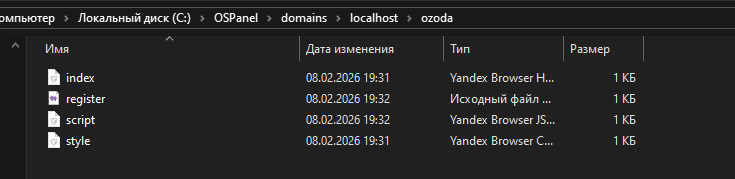 омпьютер › Локальный диск (C:) › OSPanel › domains › localhost › ozoda
Имя Дата изменения Тип Размер
index 08.02.2026 19:31 Yandex Browser H... 1 КБ
register 08.02.2026 19:32 Исходный файл ... 1 КБ
script 08.02.2026 19:32 Yandex Browser JS... 1 КБ
style 08.02.2026 19:31 Yandex Browser C... 1 КБ